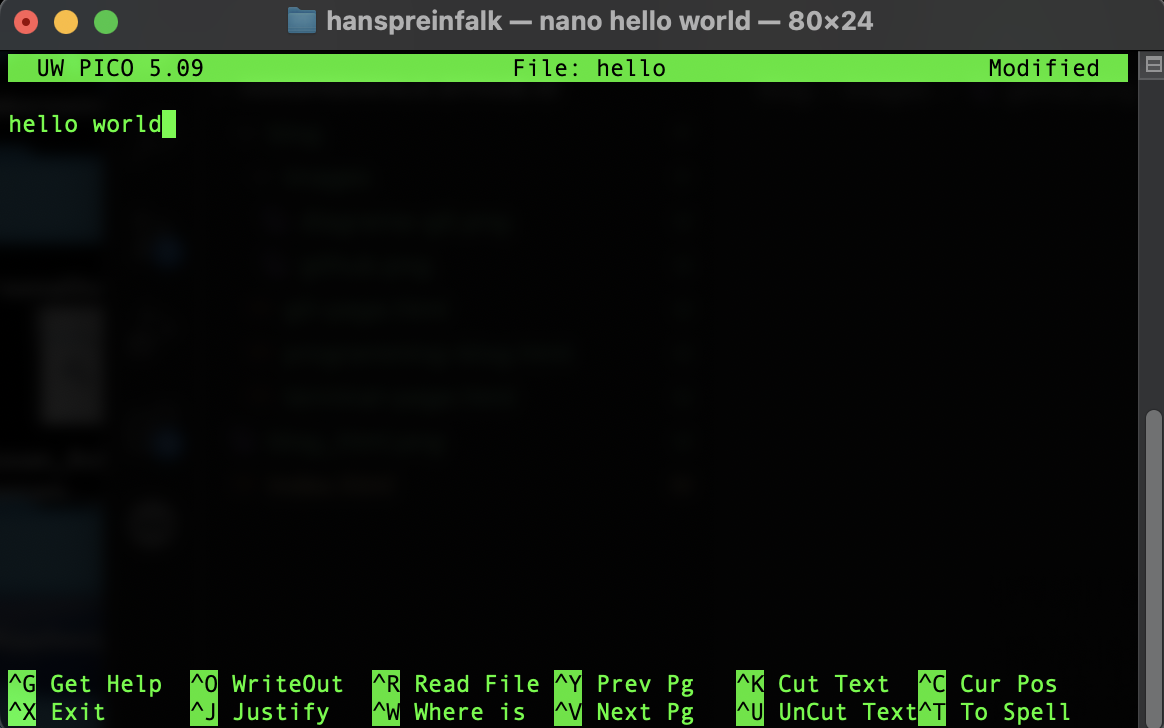 hanspreinfalk — nano hello world — 80×24
UW PICO 5.09 File: hello Modified
hello world
^G Get Help ^O WriteOut ^R Read File ^Y Prev Pg ^K Cut Text ^C Cur Pos
^X Exit ^J Justify ^W Where is ^V Next Pg ^U UnCut Text ^T To Spell